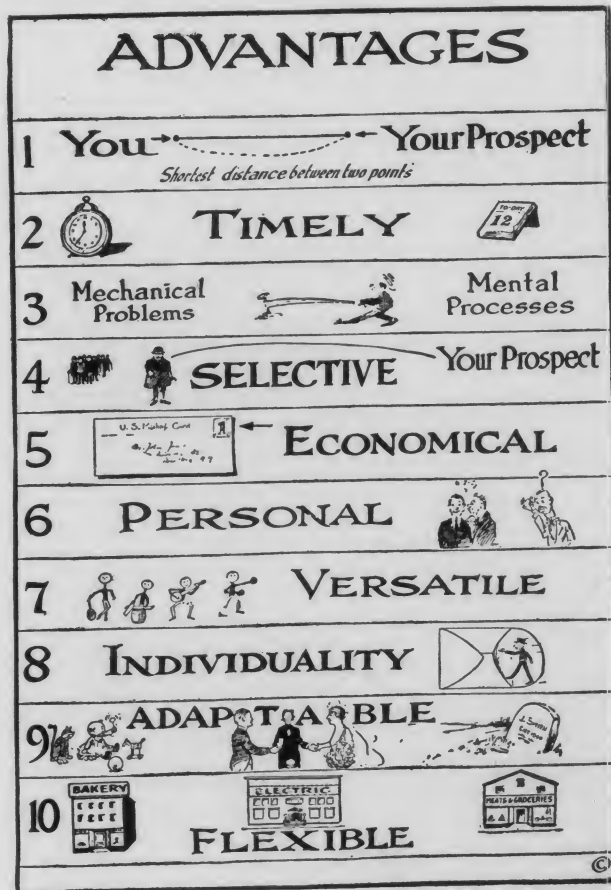 ADVANTAGES
1 You Your Prospect
Shortest distance between two points
2 TIMELY TO-DAY 12
3 Mechanical Problems Mental Processes
4 SELECTIVE Your Prospect
5 U.S. Postal Card 1 ECONOMICAL
6 PERSONAL ?
7 VERSATILE
8 INDIVIDUALITY
9 ADAPTABLE J. Smith
10 BAKERY ELECTRIC MEATS & GROCERIES
FLEXIBLE
©